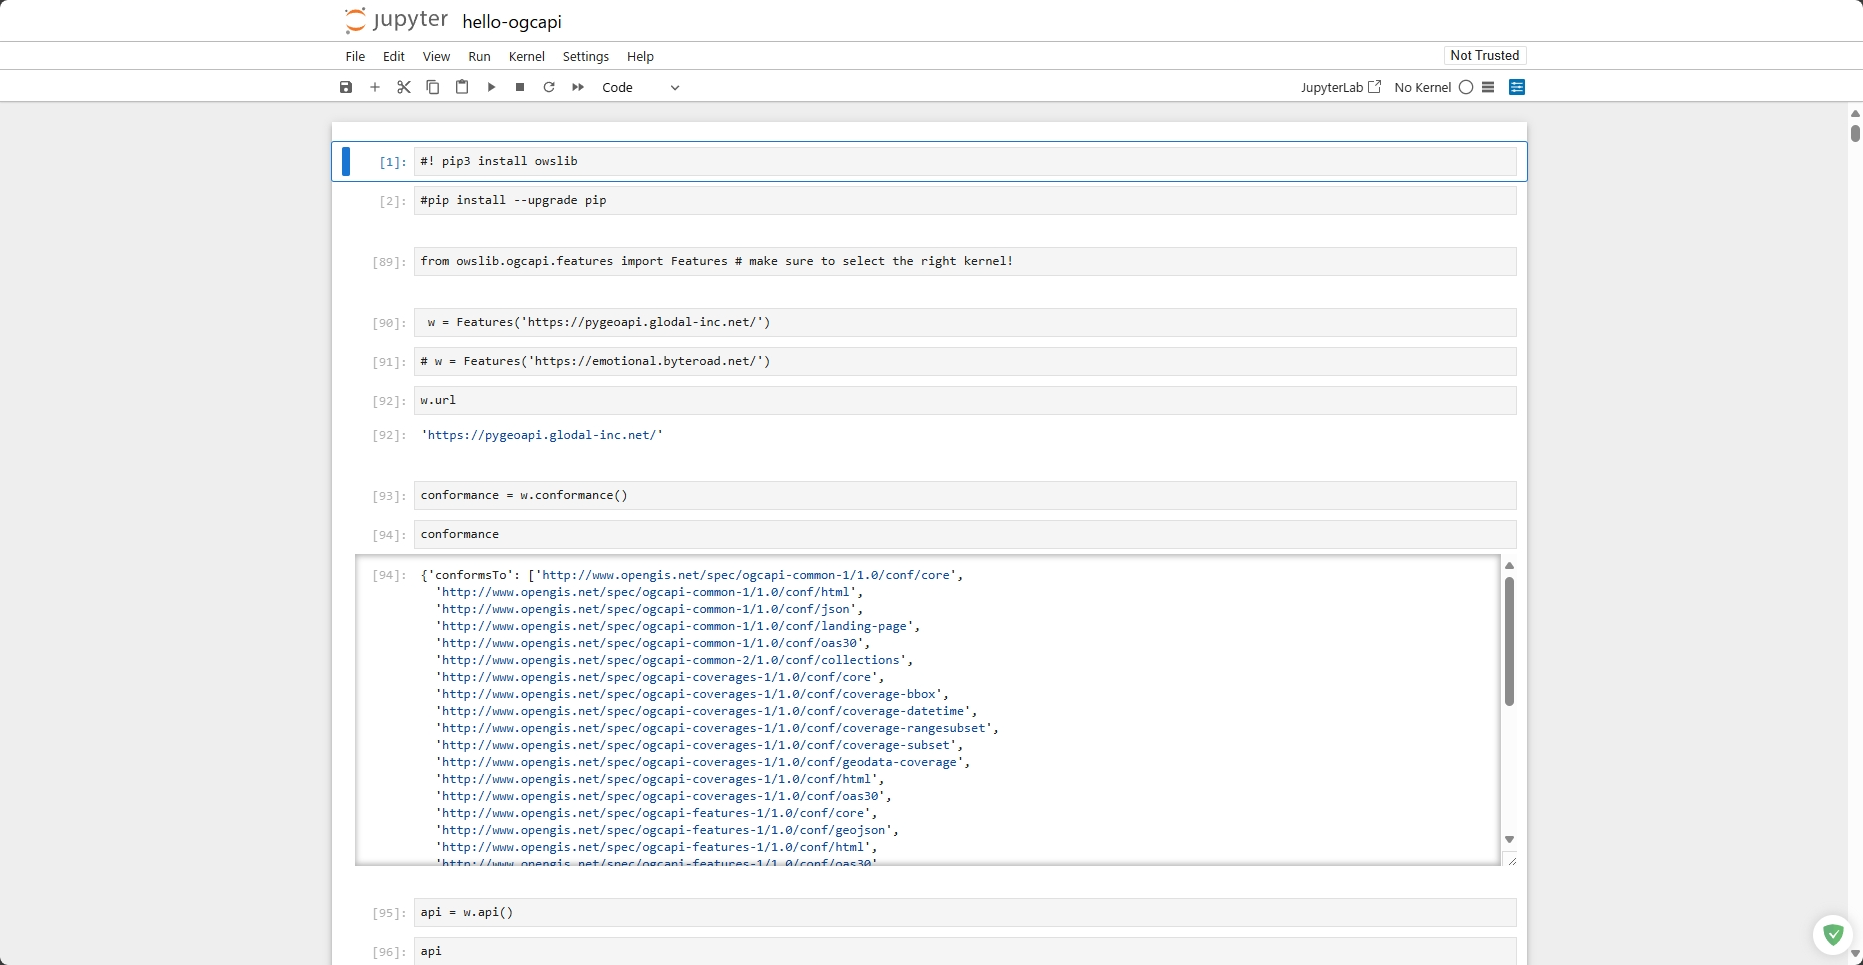 jupyter hello-ogcapi
File Edit View Run Kernel Settings Help Not Trusted
Code JupyterLab No Kernel
[1]: #! pip3 install owslib
[2]: #pip install --upgrade pip
[89]: from owslib.ogcapi.features import Features # make sure to select the right kernel!
[90]: w = Features('https://pygeoapi.glodal-inc.net/')
[91]: # w = Features('https://emotional.byteroad.net/')
[92]: w.url
[92]: 'https://pygeoapi.glodal-inc.net/'
[93]: conformance = w.conformance()
[94]: conformance
[94]: {'conformsTo': ['http://www.opengis.net/spec/ogcapi-common-1/1.0/conf/core',
'http://www.opengis.net/spec/ogcapi-common-1/1.0/conf/html',
'http://www.opengis.net/spec/ogcapi-common-1/1.0/conf/json',
'http://www.opengis.net/spec/ogcapi-common-1/1.0/conf/landing-page',
'http://www.opengis.net/spec/ogcapi-common-1/1.0/conf/oas30',
'http://www.opengis.net/spec/ogcapi-common-2/1.0/conf/collections',
'http://www.opengis.net/spec/ogcapi-coverages-1/1.0/conf/core',
'http://www.opengis.net/spec/ogcapi-coverages-1/1.0/conf/coverage-bbox',
'http://www.opengis.net/spec/ogcapi-coverages-1/1.0/conf/coverage-datetime',
'http://www.opengis.net/spec/ogcapi-coverages-1/1.0/conf/coverage-rangesubset',
'http://www.opengis.net/spec/ogcapi-coverages-1/1.0/conf/coverage-subset',
'http://www.opengis.net/spec/ogcapi-coverages-1/1.0/conf/geodata-coverage',
'http://www.opengis.net/spec/ogcapi-coverages-1/1.0/conf/html',
'http://www.opengis.net/spec/ogcapi-coverages-1/1.0/conf/oas30',
'http://www.opengis.net/spec/ogcapi-features-1/1.0/conf/core',
'http://www.opengis.net/spec/ogcapi-features-1/1.0/conf/geojson',
'http://www.opengis.net/spec/ogcapi-features-1/1.0/conf/html',
'http://www.opengis.net/spec/ogcapi-features-1/1.0/conf/oas30'
[95]: api = w.api()
[96]: api